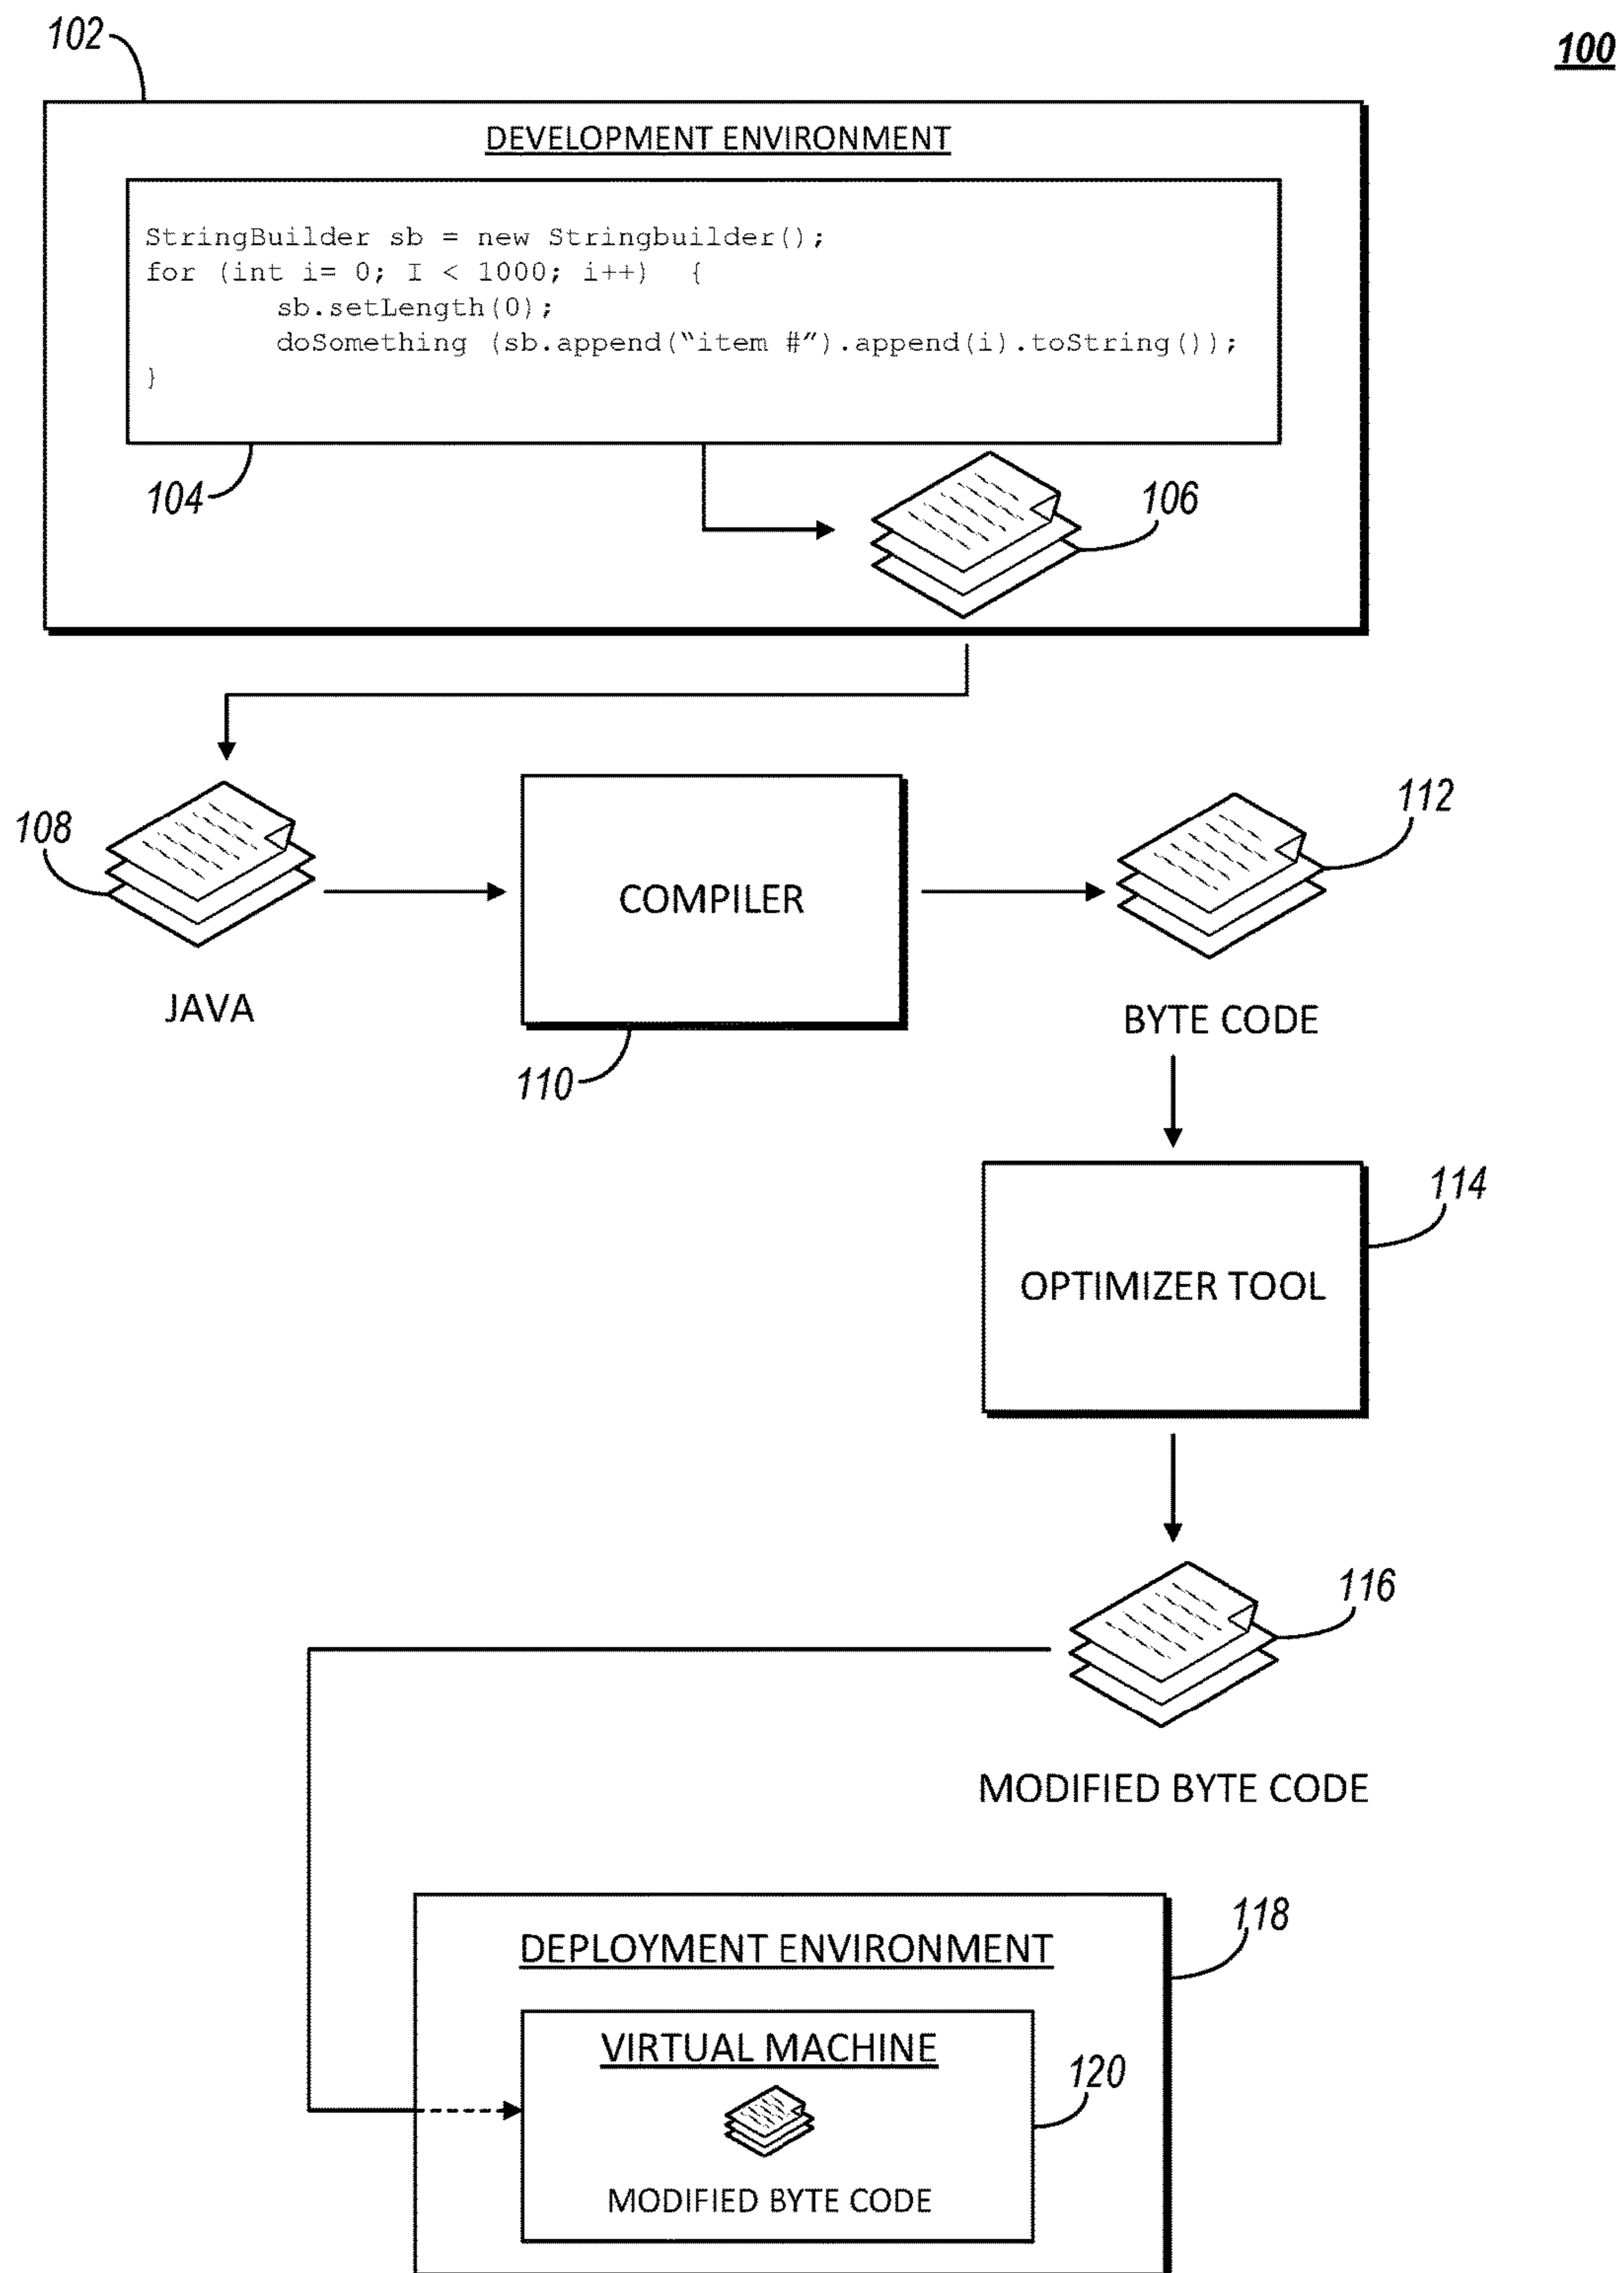 102
100
DEVELOPMENT ENVIRONMENT
StringBuilder sb = new Stringbuilder();
for (int i= 0; I < 1000; i++)  {
sb.setLength(0);
doSomething (sb.append(“item #”).append(i).toString());
}
104
106
108
112
COMPILER
JAVA
BYTE CODE
110
114
OPTIMIZER TOOL
116
MODIFIED BYTE CODE
118
DEPLOYMENT ENVIRONMENT
VIRTUAL MACHINE
120
MODIFIED BYTE CODE